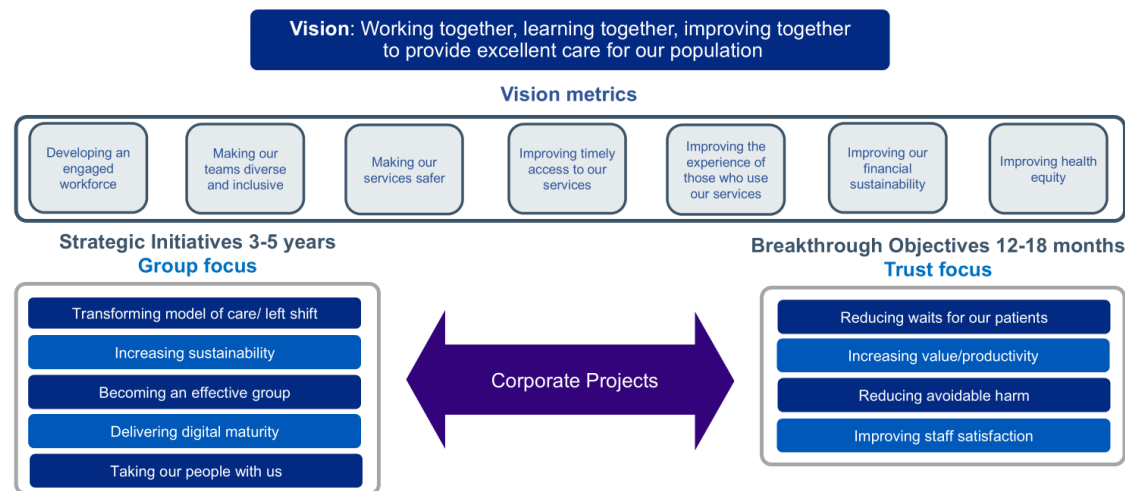 Vision: Working together, learning together, improving together
to provide excellent care for our population
Vision metrics
Developing an
engaged
workforce
Making our
teams diverse
and inclusive
Making our
services safer
Improving timely
access to our
services
Improving the
experience of
those who use
our services
Improving our
financial
sustainability
Improving health
equity
Strategic Initiatives 3-5 years
Group focus
Transforming model of care/ left shift
Increasing sustainability
Becoming an effective group
Delivering digital maturity
Taking our people with us
Corporate Projects
Breakthrough Objectives 12-18 months
Trust focus
Reducing waits for our patients
Increasing value/productivity
Reducing avoidable harm
Improving staff satisfaction